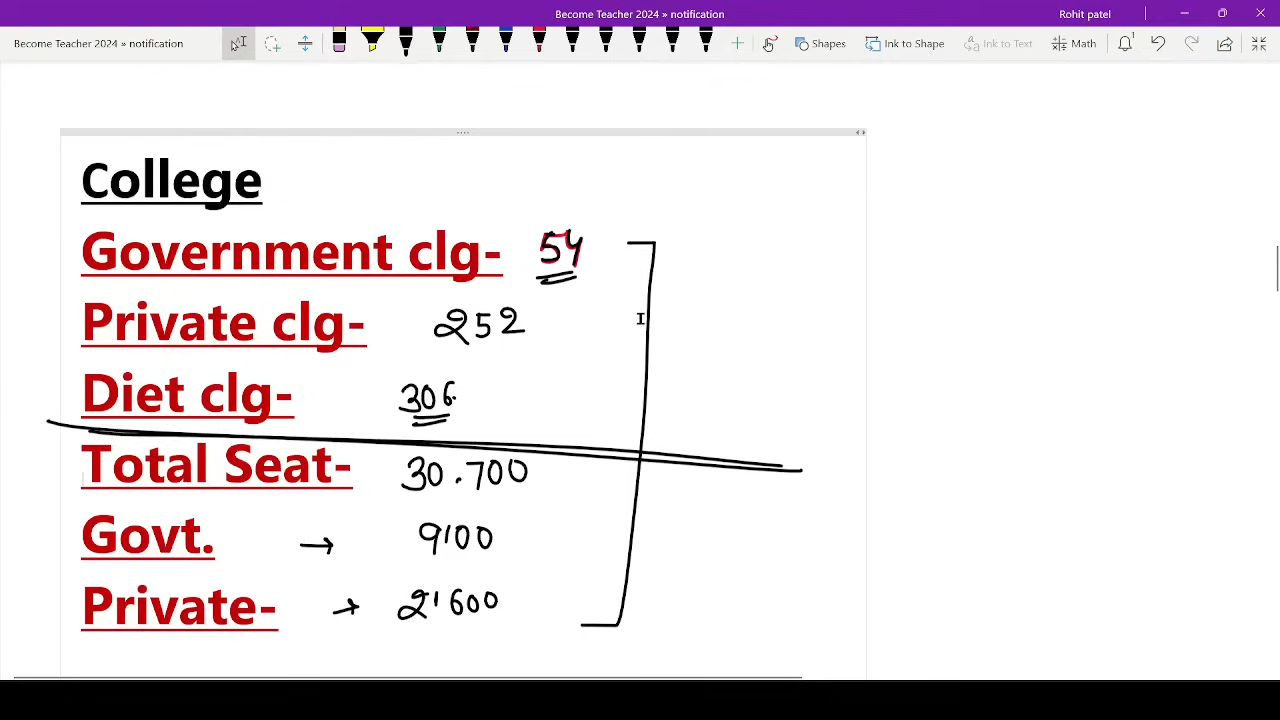 Become Teacher 2024 » notification
Rohit patel
Become Teacher 2024 » notification
Shapes
Ink to Shape
Ink to Text
Math
College
Government clg- 54
Private clg- 252
Diet clg- 306
Total Seat- 30.700
Govt. → 9100
Private- → 21600